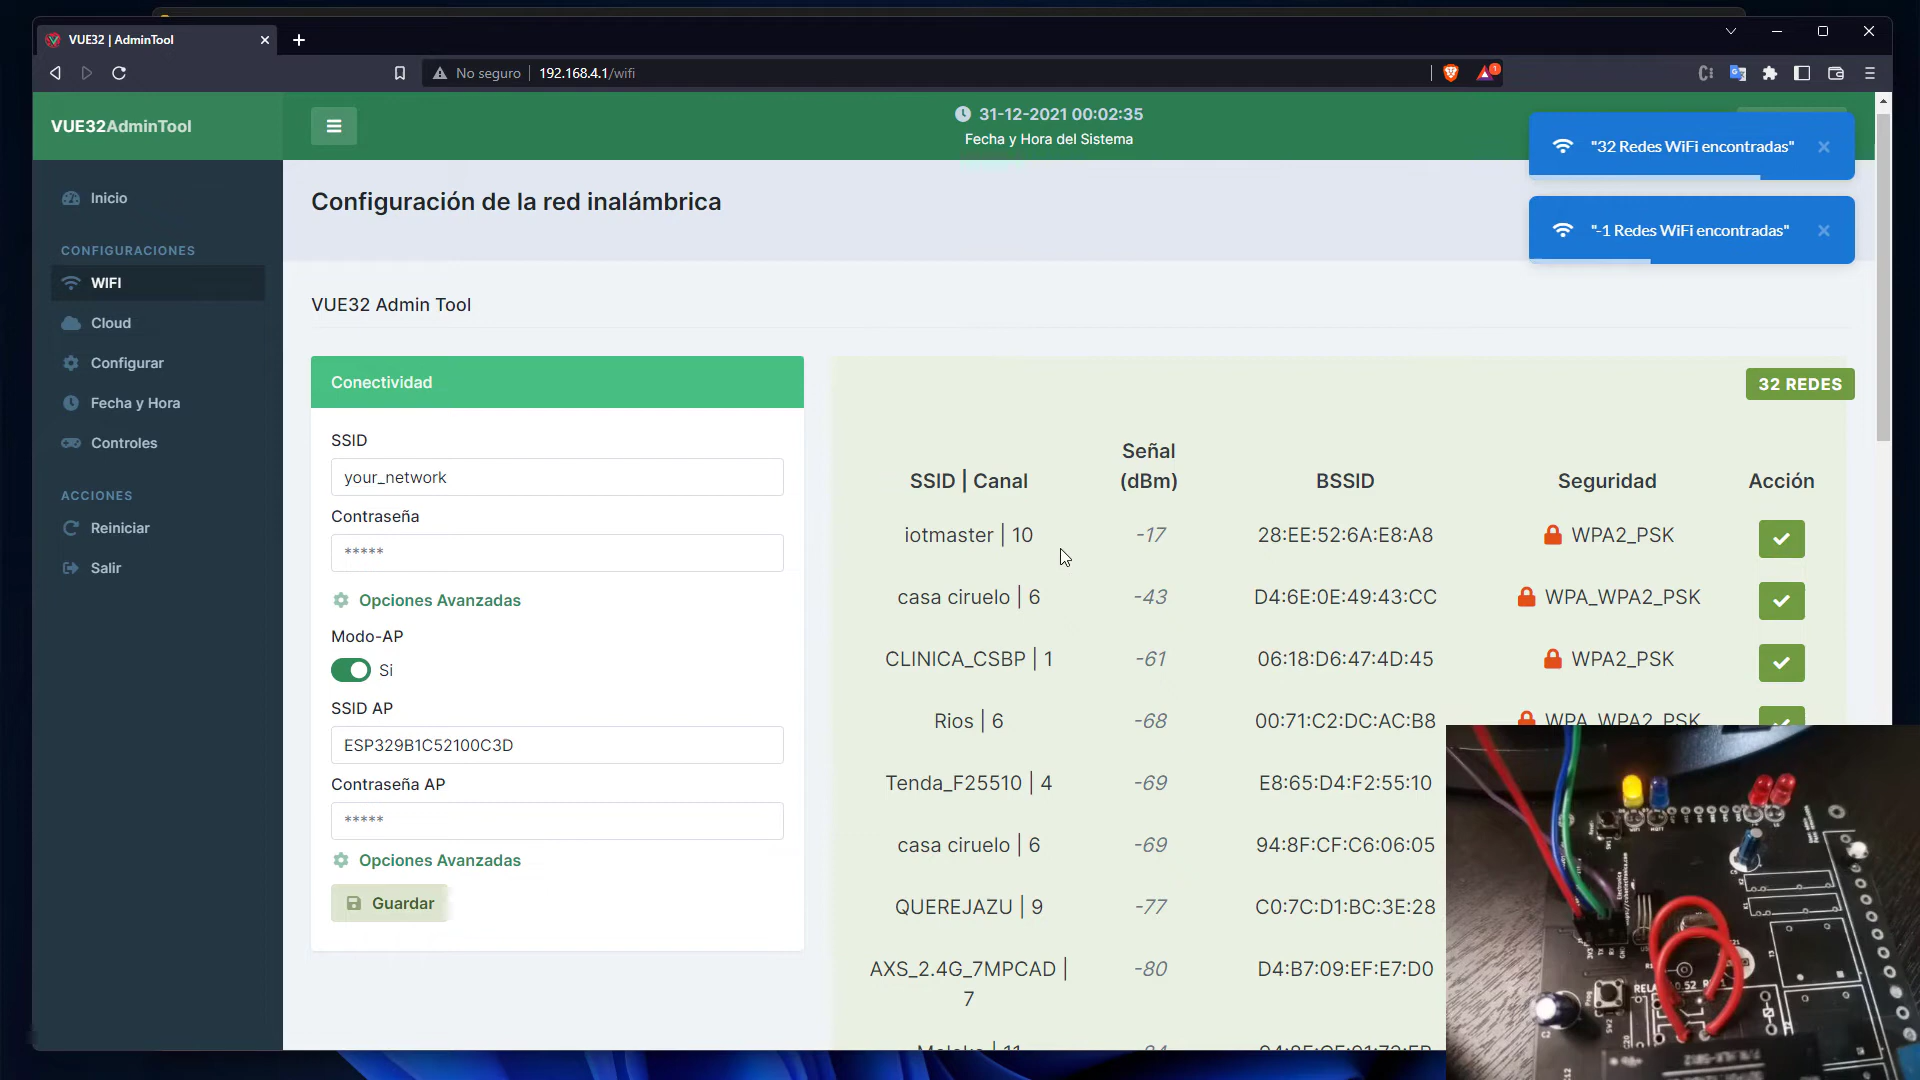 VUE32 | AdminTool
No seguro
192.168.4.1/wifi
1
VUE32AdminTool
31-12-2021 00:02:35
Fecha y Hora del Sistema
"32 Redes WiFi encontradas"
"-1 Redes WiFi encontradas"
Inicio
CONFIGURACIONES
WIFI
Cloud
Configurar
Fecha y Hora
Controles
ACCIONES
Reiniciar
Salir
Configuración de la red inalámbrica
VUE32 Admin Tool
Conectividad
SSID
your_network
Contraseña
*****
Opciones Avanzadas
Modo-AP
Si
SSID AP
ESP329B1C52100C3D
Contraseña AP
*****
Opciones Avanzadas
Guardar
32 REDES
SSID | Canal
Señal (dBm)
BSSID
Seguridad
Acción
iotmaster | 10 -17 28:EE:52:6A:E8:A8 WPA2_PSK
casa ciruelo | 6 -43 D4:6E:0E:49:43:CC WPA_WPA2_PSK
CLINICA_CSBP | 1 -61 06:18:D6:47:4D:45 WPA2_PSK
Rios | 6 -68 00:71:C2:DC:AC:B8 WPA_WPA2_PSK
Tenda_F25510 | 4 -69 E8:65:D4:F2:55:10
casa ciruelo | 6 -69 94:8F:CF:C6:06:05
QUEREJAZU | 9 -77 C0:7C:D1:BC:3E:28
AXS_2.4G_7MPCAD | 7 -80 D4:B7:09:EF:E7:D0